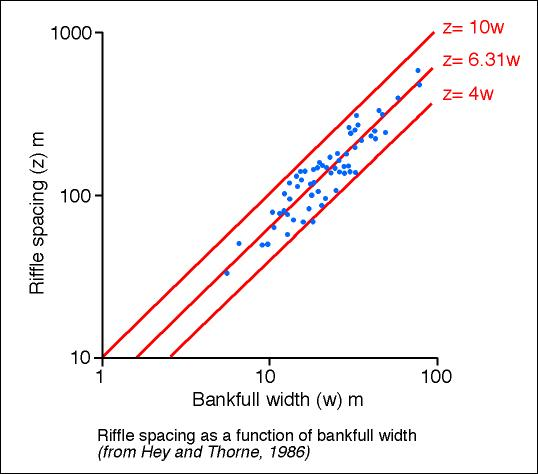 1000
z= 10w
z= 6.31w
z= 4w
Riffle spacing (z) m
100
10
1
10
100
Bankfull width (w) m
Riffle spacing as a function of bankfull width
(from Hey and Thorne, 1986)